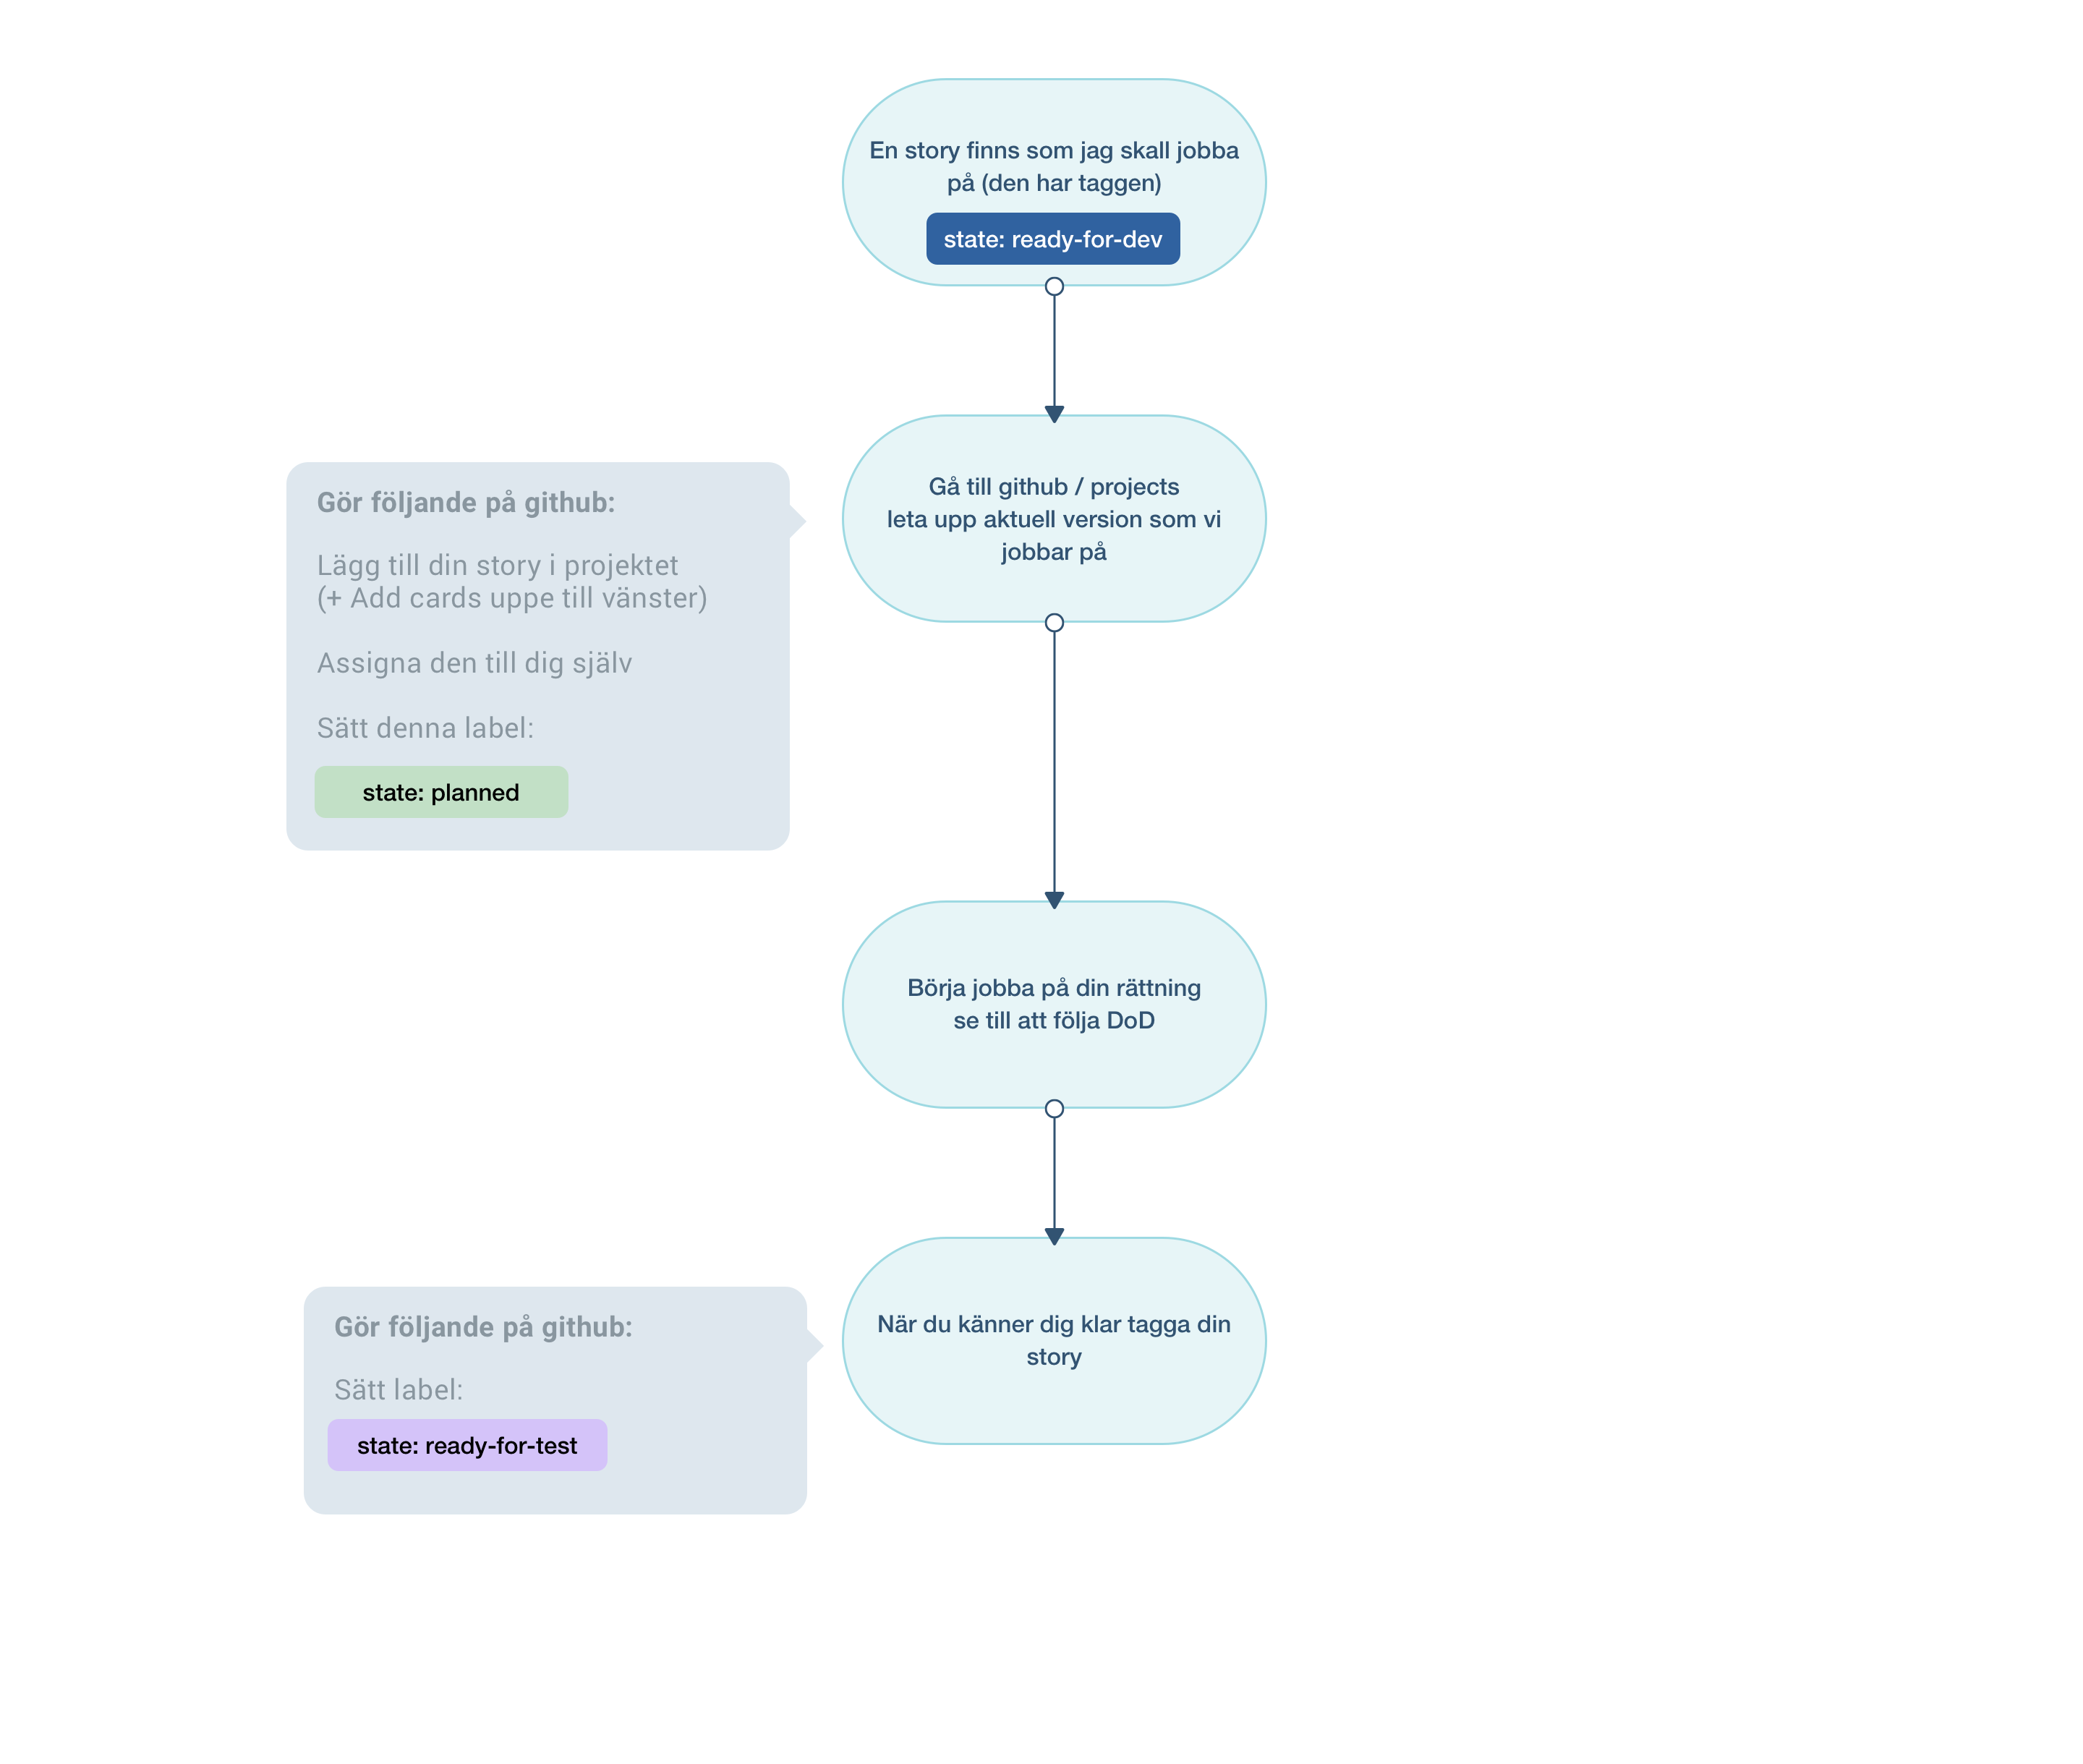 En story finns som jag skall jobba
på (den har taggen)
state: ready-for-dev
Gå till github / projects
leta upp aktuell version som vi
jobbar på
Gör följande på github:
Lägg till din story i projektet
(+ Add cards uppe till vänster)
Assigna den till dig själv
Sätt denna label:
state: planned
Börja jobba på din rättning
se till att följa DoD
När du känner dig klar tagga din
story
Gör följande på github:
Sätt label:
state: ready-for-test